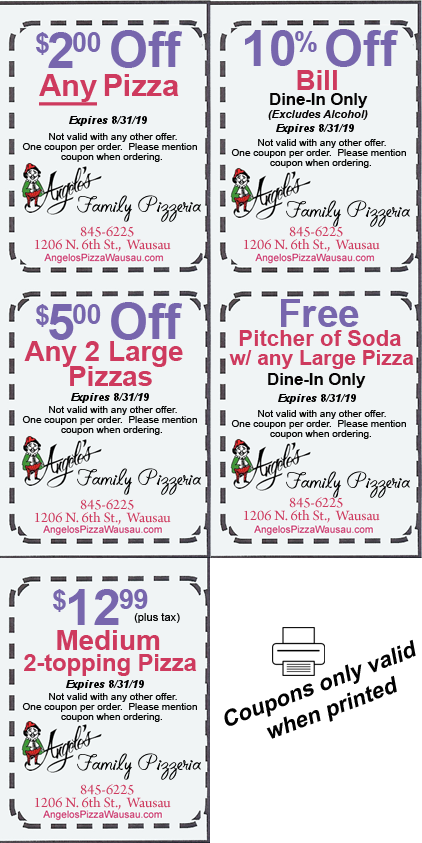 $2.00 Off
Any Pizza
Expires 8/31/19
Not valid with any other offer.
One coupon per order. Please mention
coupon when ordering.
Angelo's
Family Pizzeria
845-6225
1206 N. 6th St., Wausau
AngelosPizzaWausau.com
10% Off
Bill
Dine-In Only
(Excludes Alcohol)
Expires 8/31/19
Not valid with any other offer.
One coupon per order. Please mention
coupon when ordering.
Angelo's
Family Pizzeria
845-6225
1206 N. 6th St., Wausau
AngelosPizzaWausau.com
$5.00 Off
Any 2 Large
Pizzas
Expires 8/31/19
Not valid with any other offer.
One coupon per order. Please mention
coupon when ordering.
Angelo's
Family Pizzeria
845-6225
1206 N. 6th St., Wausau
AngelosPizzaWausau.com
Free
Pitcher of Soda
w/ any Large Pizza
Dine-In Only
Expires 8/31/19
Not valid with any other offer.
One coupon per order. Please mention
coupon when ordering.
Angelo's
Family Pizzeria
845-6225
1206 N. 6th St., Wausau
AngelosPizzaWausau.com
$12.99
(plus tax)
Medium
2-topping Pizza
Expires 8/31/19
Not valid with any other offer.
One coupon per order. Please mention
coupon when ordering.
Angelo's
Family Pizzeria
845-6225
1206 N. 6th St., Wausau
AngelosPizzaWausau.com
Coupons only valid
when printed